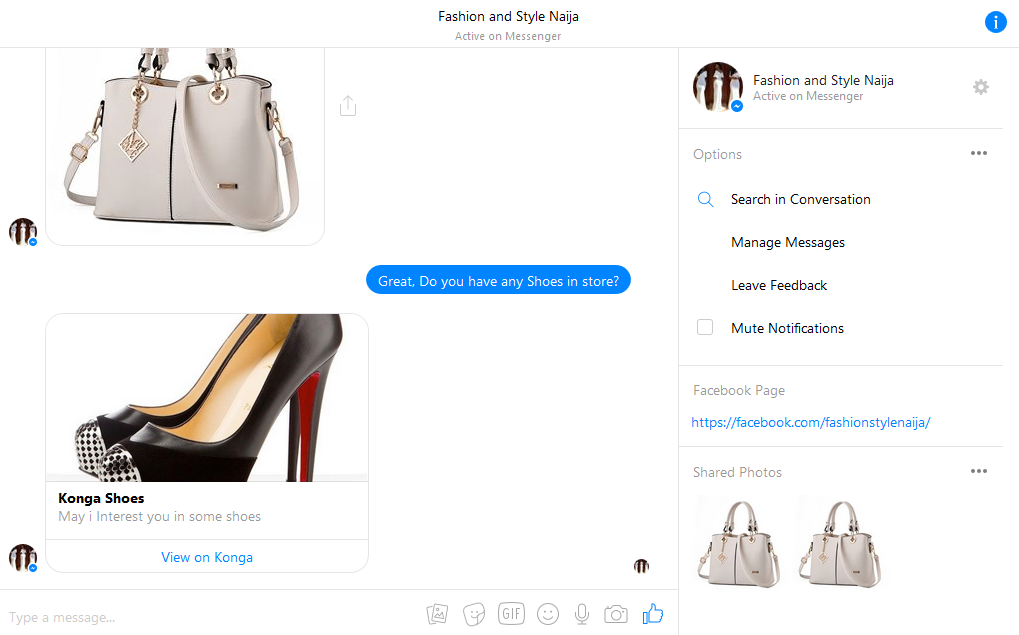 Fashion and Style Naija
Active on Messenger
Great, Do you have any Shoes in store?
Konga Shoes
May i Interest you in some shoes
View on Konga
Type a message...
GIF
Fashion and Style Naija
Active on Messenger
Options
Search in Conversation
Manage Messages
Leave Feedback
Mute Notifications
Facebook Page
https://facebook.com/fashionstylenaija/
Shared Photos